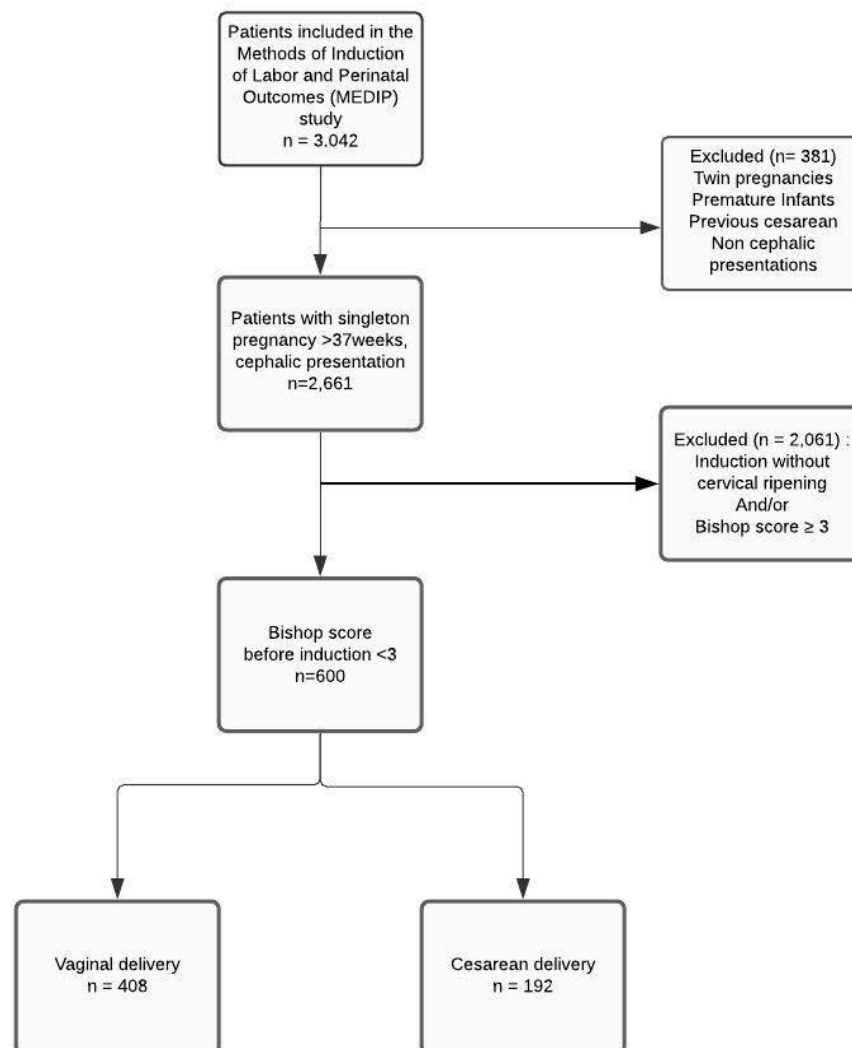 Patients included in the
Methods of Induction
of Labor and Perinatal
Outcomes (MEDIP)
study
n = 3.042
Excluded (n= 381)
Twin pregnancies
Premature Infants
Previous cesarean
Non cephalic
presentations
Patients with singleton
pregnancy >37weeks,
cephalic presentation
n=2,661
Excluded (n = 2,061) :
Induction without
cervical ripening
And/or
Bishop score ≥ 3
Bishop score
before induction <3
n=600
Vaginal delivery
n = 408
Cesarean delivery
n = 192